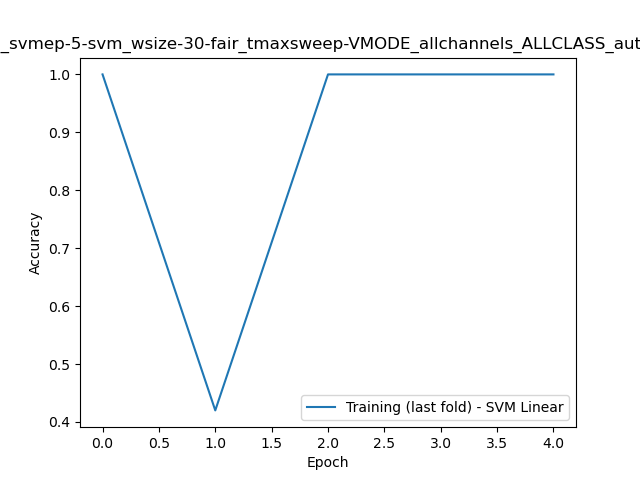 _svmep-5-svm_wsize-30-fair_tmaxsweep-VMODE_allchannels_ALLCLASS_aut
1.0
0.9
0.8
0.7
0.6
0.5
0.4
Accuracy
Training (last fold) - SVM Linear
0.0 0.5 1.0 1.5 2.0 2.5 3.0 3.5 4.0
Epoch